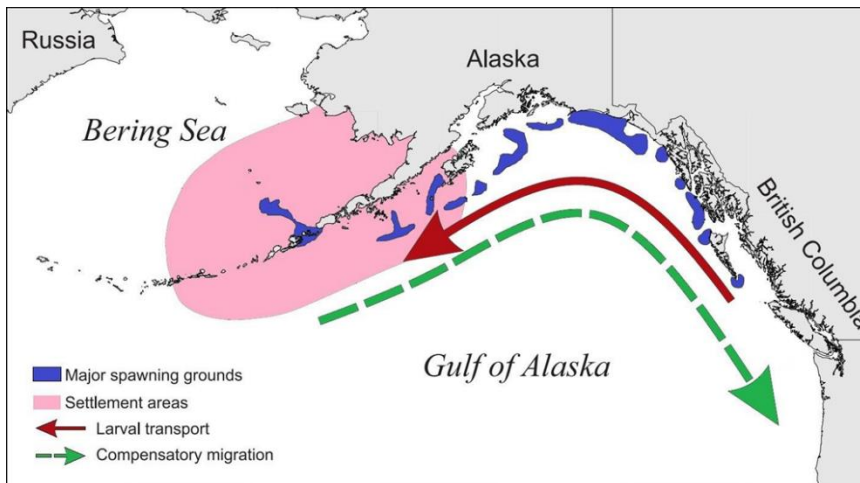 Russia
Alaska
Bering Sea
British Columbia
Gulf of Alaska
Major spawning grounds
Settlement areas
Larval transport
Compensatory migration